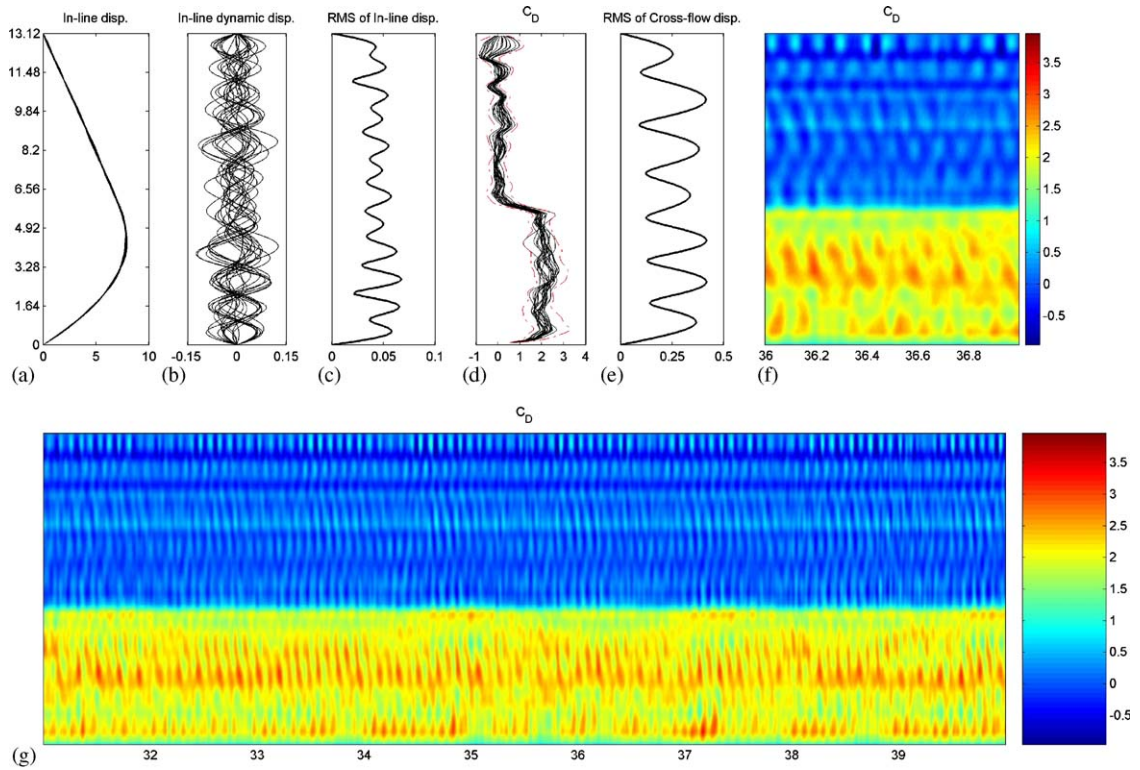 In-line disp.
In-line dynamic disp.
RMS of In-line disp.
C_D
RMS of Cross-flow disp.
C_D
13.12
11.48
9.84
8.2
6.56
4.92
3.28
1.64
0
0 5 10
-0.15 0 0.15
0 0.05 0.1
-1 0 2 3 4
0 0.25 0.5
36 36.2 36.4 36.6 36.8
3.5
3
2.5
2
1.5
1
0.5
0
-0.5
(a) (b) (c) (d) (e) (f)
C_D
3.5
3
2.5
2
1.5
1
0.5
0
-0.5
32 33 34 35 36 37 38 39
(g)